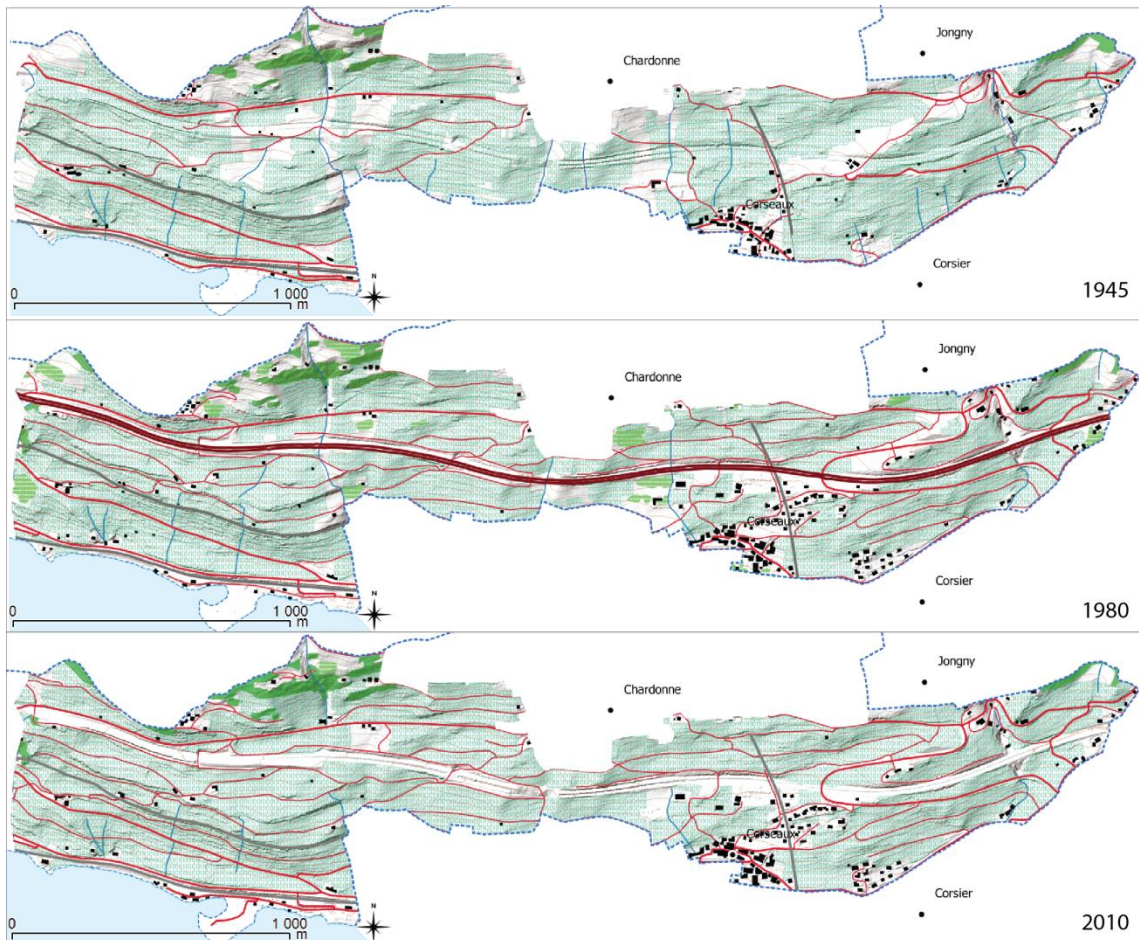 Jongny
Chardonne
Corseaux
Corsier
N
0 1 000
m
1945
Jongny
Chardonne
Corseaux
Corsier
N
0 1 000
m
1980
Jongny
Chardonne
Corseaux
Corsier
N
0 1 000
m
2010